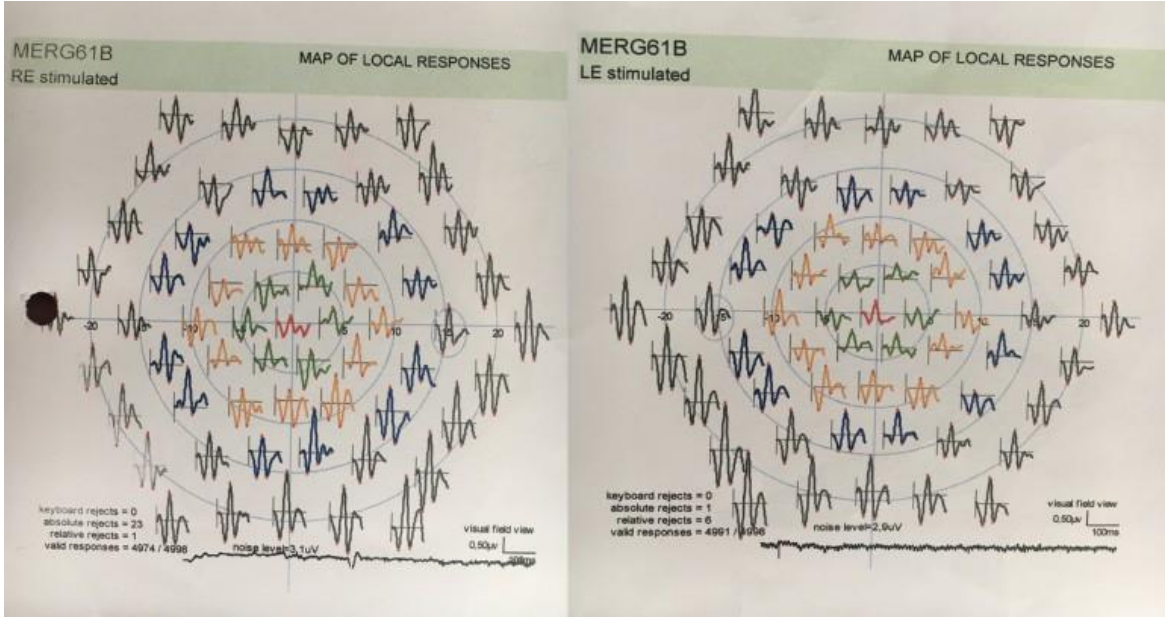 MERG61B
RE stimulated
MAP OF LOCAL RESPONSES
-20
-10
5
10
15
20
keyboard rejects = 0
absolute rejects = 23
relative rejects = 1
valid responses = 4974 / 4998
noise level=3,1uV
visual field view
0,50µv
MERG61B
LE stimulated
MAP OF LOCAL RESPONSES
-10
10
20
keyboard rejects = 0
absolute rejects = 1
relative rejects = 6
valid responses = 4991 / 4998
noise level=2,9uV
visual field view
0,50µv
100ms